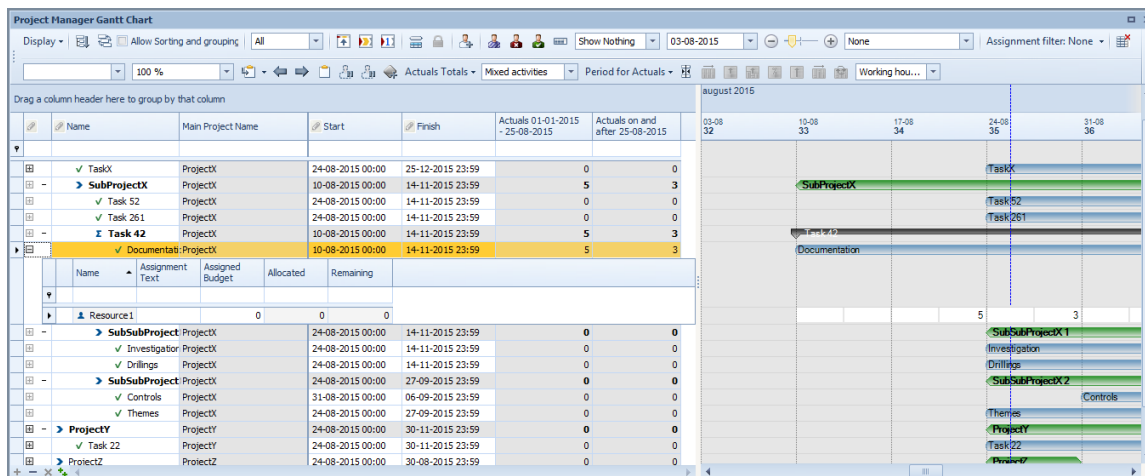 Project Manager Gantt Chart
Display Allow Sorting and grouping All Show Nothing 03-08-2015 None Assignment filter: None
100 % Actuals Totals Mixed activities Period for Actuals Working hou...
Drag a column header here to group by that column
august 2015
Name Main Project Name Start Finish Actuals 01-01-2015 - 25-08-2015 Actuals on and after 25-08-2015
03-08 10-08 17-08 24-08 31-08
32 33 34 35 36
TaskX ProjectX 24-08-2015 00:00 25-12-2015 23:59 0 0 TaskX
SubProjectX ProjectX 10-08-2015 00:00 14-11-2015 23:59 5 3 SubProjectX
Task 52 ProjectX 24-08-2015 00:00 14-11-2015 23:59 0 0 Task 52
Task 261 ProjectX 24-08-2015 00:00 14-11-2015 23:59 0 0 Task 261
Task 42 ProjectX 10-08-2015 00:00 14-11-2015 23:59 5 3 Task 42
Documentati ProjectX 10-08-2015 00:00 14-11-2015 23:59 5 3 Documentation
Name Assignment Text Assigned Budget Allocated Remaining
Resource1 0 0 0 5 3
SubSubProject ProjectX 24-08-2015 00:00 14-11-2015 23:59 0 0 SubSubProjectX 1
Investigation ProjectX 24-08-2015 00:00 14-11-2015 23:59 0 0 Investigation
Drillings ProjectX 24-08-2015 00:00 14-11-2015 23:59 0 0 Drillings
SubSubProject ProjectX 24-08-2015 00:00 27-09-2015 23:59 0 0 SubSubProjectX 2
Controls ProjectX 31-08-2015 00:00 06-09-2015 23:59 0 0 Controls
Themes ProjectX 24-08-2015 00:00 27-09-2015 23:59 0 0 Themes
ProjectY ProjectY 24-08-2015 00:00 30-11-2015 23:59 0 0 ProjectY
Task 22 ProjectY 24-08-2015 00:00 30-11-2015 23:59 0 0 Task 22
ProjectZ ProjectZ 24-08-2015 00:00 30-08-2015 23:59 0 0 ProjectZ